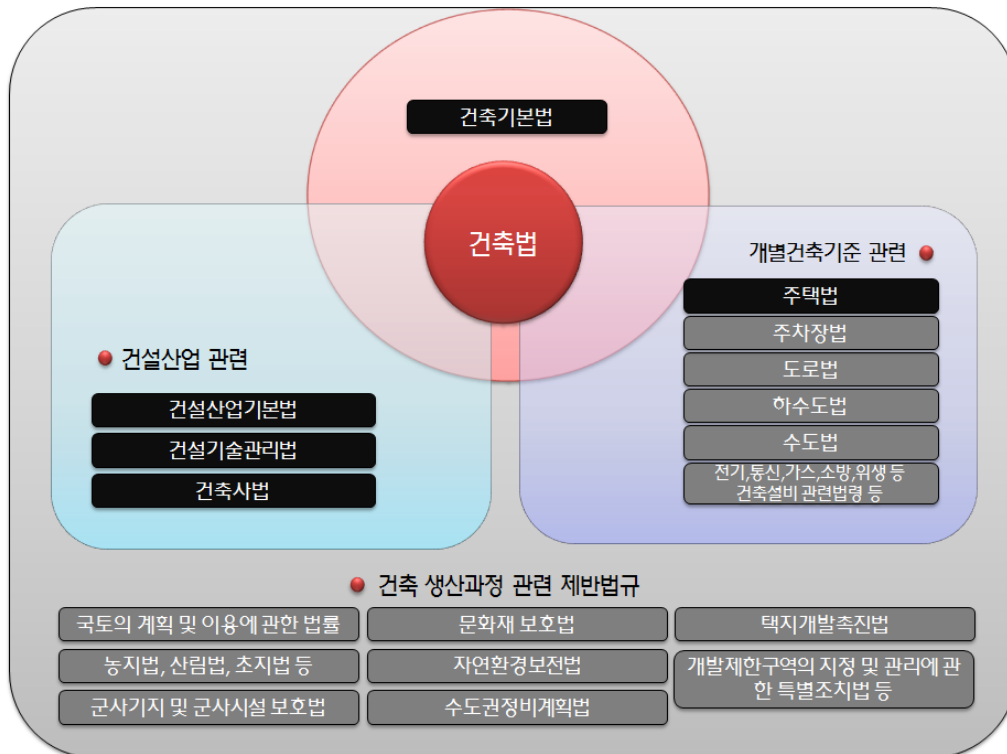 건축기본법
건축법
건설산업 관련
건설산업기본법
건설기술관리법
건축사법
개별건축기준 관련
주택법
주차장법
도로법
하수도법
수도법
전기,통신,가스,소방,위생 등
건축설비 관련법령 등
건축 생산과정 관련 제반법규
국토의 계획 및 이용에 관한 법률
농지법, 산림법, 초지법 등
군사기지 및 군사시설 보호법
문화재 보호법
자연환경보전법
수도권정비계획법
택지개발촉진법
개발제한구역의 지정 및 관리에 관
한 특별조치법 등